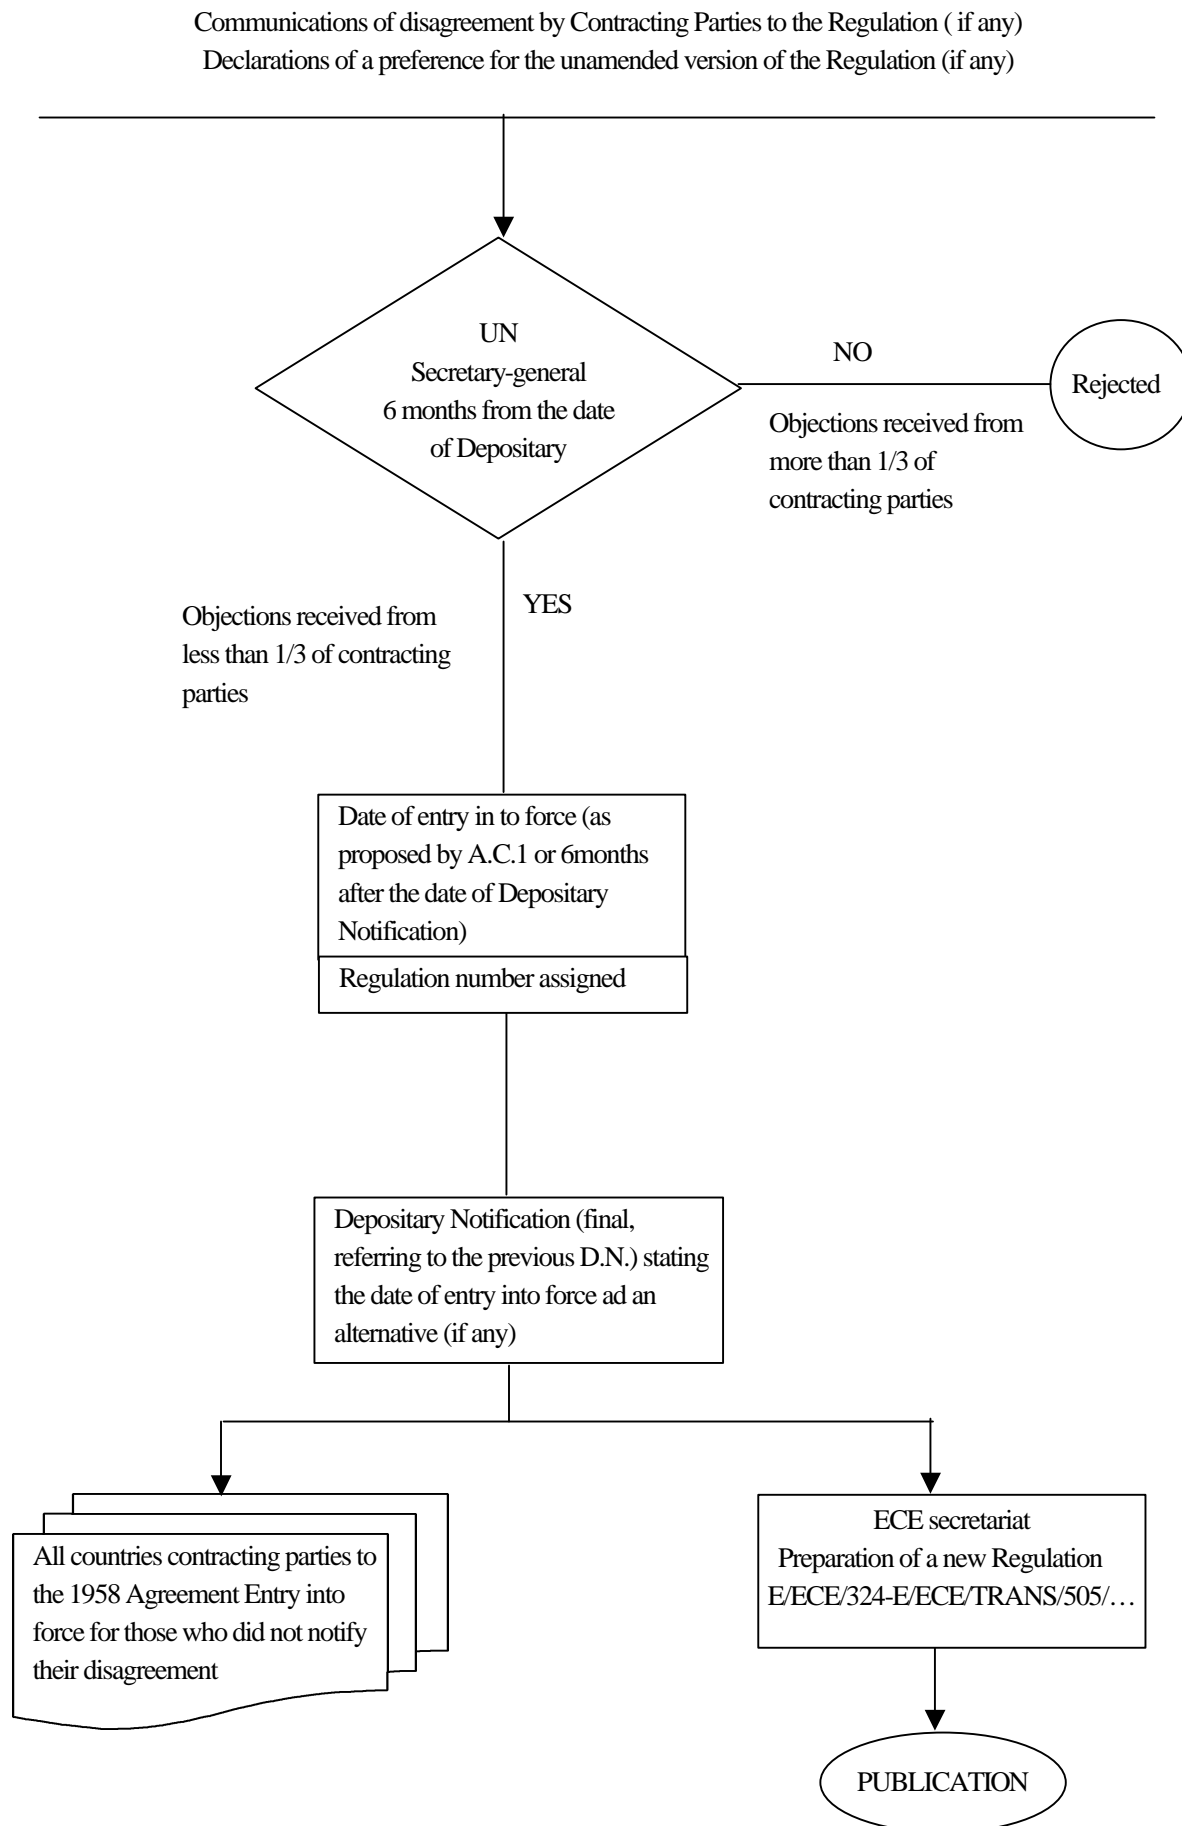 Communications of disagreement by Contracting Parties to the Regulation ( if any)
Declarations of a preference for the unamended version of the Regulation (if any)
UN
Secretary-general
6 months from the date
of Depositary
NO
Rejected
Objections received from
more than 1/3 of
contracting parties
YES
Objections received from
less than 1/3 of contracting
parties
Date of entry in to force (as
proposed by A.C.1 or 6months
after the date of Depositary
Notification)
Regulation number assigned
Depositary Notification (final,
referring to the previous D.N.) stating
the date of entry into force ad an
alternative (if any)
All countries contracting parties to
the 1958 Agreement Entry into
force for those who did not notify
their disagreement
ECE secretariat
Preparation of a new Regulation
E/ECE/324-E/ECE/TRANS/505/…
PUBLICATION